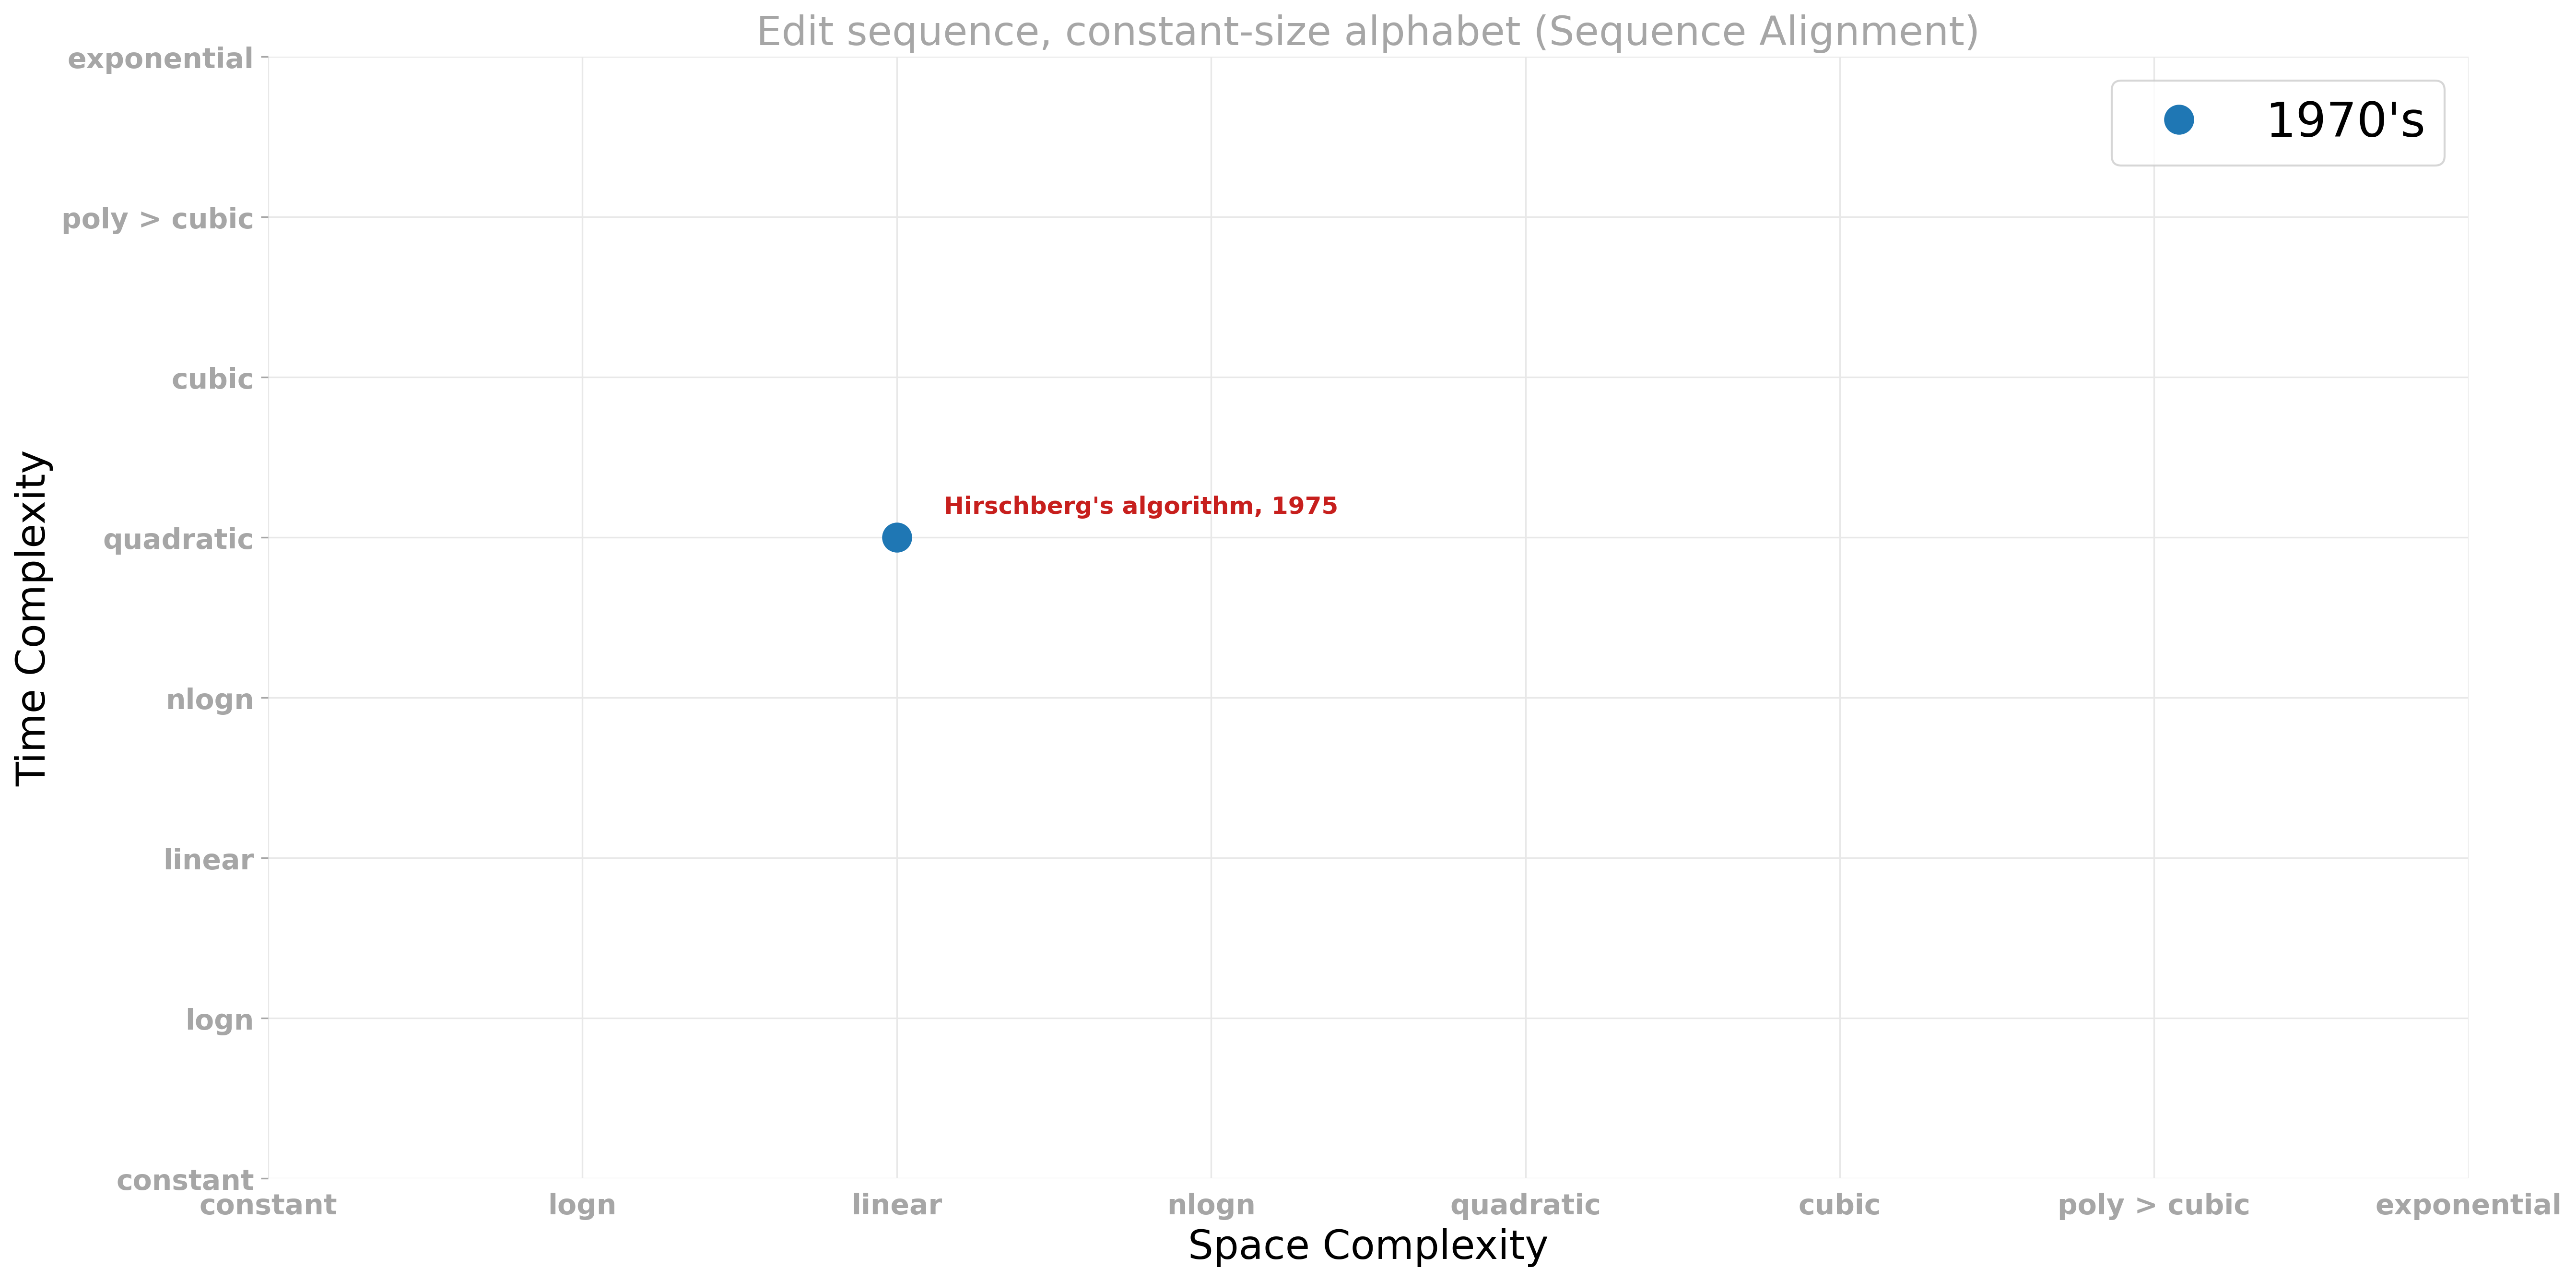 Edit sequence, constant-size alphabet (Sequence Alignment)
1970's
exponential
poly > cubic
cubic
quadratic
nlogn
linear
logn
constant
Time Complexity
Hirschberg's algorithm, 1975
constant
logn
linear
nlogn
quadratic
cubic
poly > cubic
exponential
Space Complexity